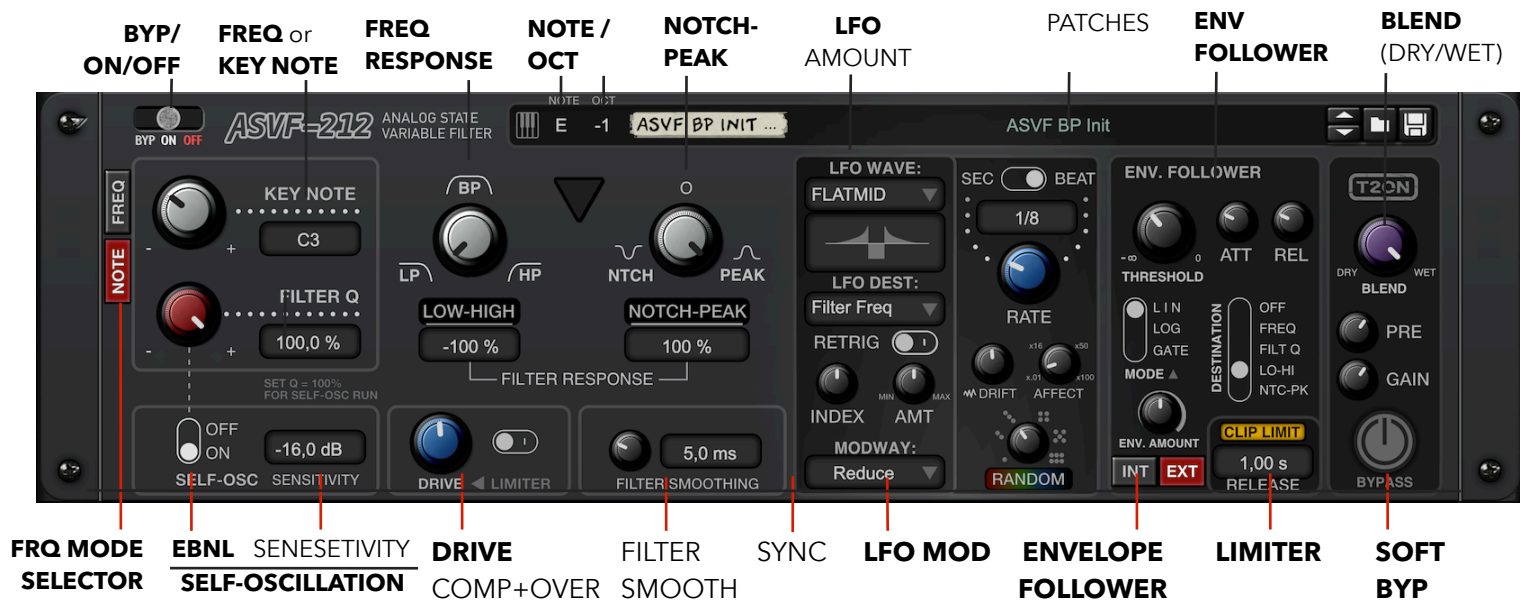 BYP/
ON/OFF
FREQ or
KEY NOTE
FREQ
RESPONSE
NOTE /
OCT
NOTCH-
PEAK
LFO
AMOUNT
PATCHES
ENV
FOLLOWER
BLEND
(DRY/WET)
BYP ON OFF
ASVF-212
ANALOG STATE
VARIABLE FILTER
NOTE OCT
E -1
ASVF BP INIT ...
ASVF BP Init
FREQ
NOTE
KEY NOTE
- +
C3
FILTER Q
- +
100,0 %
SET Q = 100%
FOR SELF-OSC RUN
BP
LP
HP
LOW-HIGH
-100 %
O
NTCH
PEAK
NOTCH-PEAK
100 %
FILTER RESPONSE
OFF
ON
SELF-OSC
-16,0 dB
SENSITIVITY
DRIVE ◀ LIMITER
5,0 ms
FILTER SMOOTHING
LFO WAVE:
FLATMID
LFO DEST:
Filter Freq
RETRIG
INDEX
MIN MAX
AMT
MODWAY:
Reduce
SEC BEAT
1/8
RATE
DRIFT
x16 x50
x.01 x100
AFFECT
RANDOM
ENV. FOLLOWER
-∞ 0
THRESHOLD
ATT
REL
LIN
LOG
GATE
MODE ▲
DESTINATION
OFF
FREQ
FILT Q
LO-HI
NTC-PK
ENV. AMOUNT
INT EXT
CLIP LIMIT
1,00 s
RELEASE
T2ON
DRY WET
BLEND
PRE
GAIN
BYPASS
FRQ MODE
SELECTOR
EBNL SENESETIVITY
SELF-OSCILLATION
DRIVE
COMP+OVER
FILTER
SMOOTH
SYNC
LFO MOD
ENVELOPE
FOLLOWER
LIMITER
SOFT
BYP